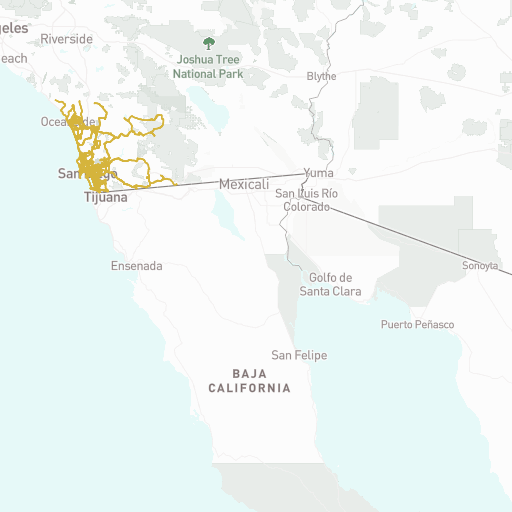 geles
Riverside
each
Joshua Tree
National Park
Blythe
Oceanside
San Diego
Tijuana
Mexicali
Yuma
San Luis Río
Colorado
Ensenada
Golfo de
Santa Clara
Sonoyta
Puerto Peñasco
San Felipe
BAJA
CALIFORNIA